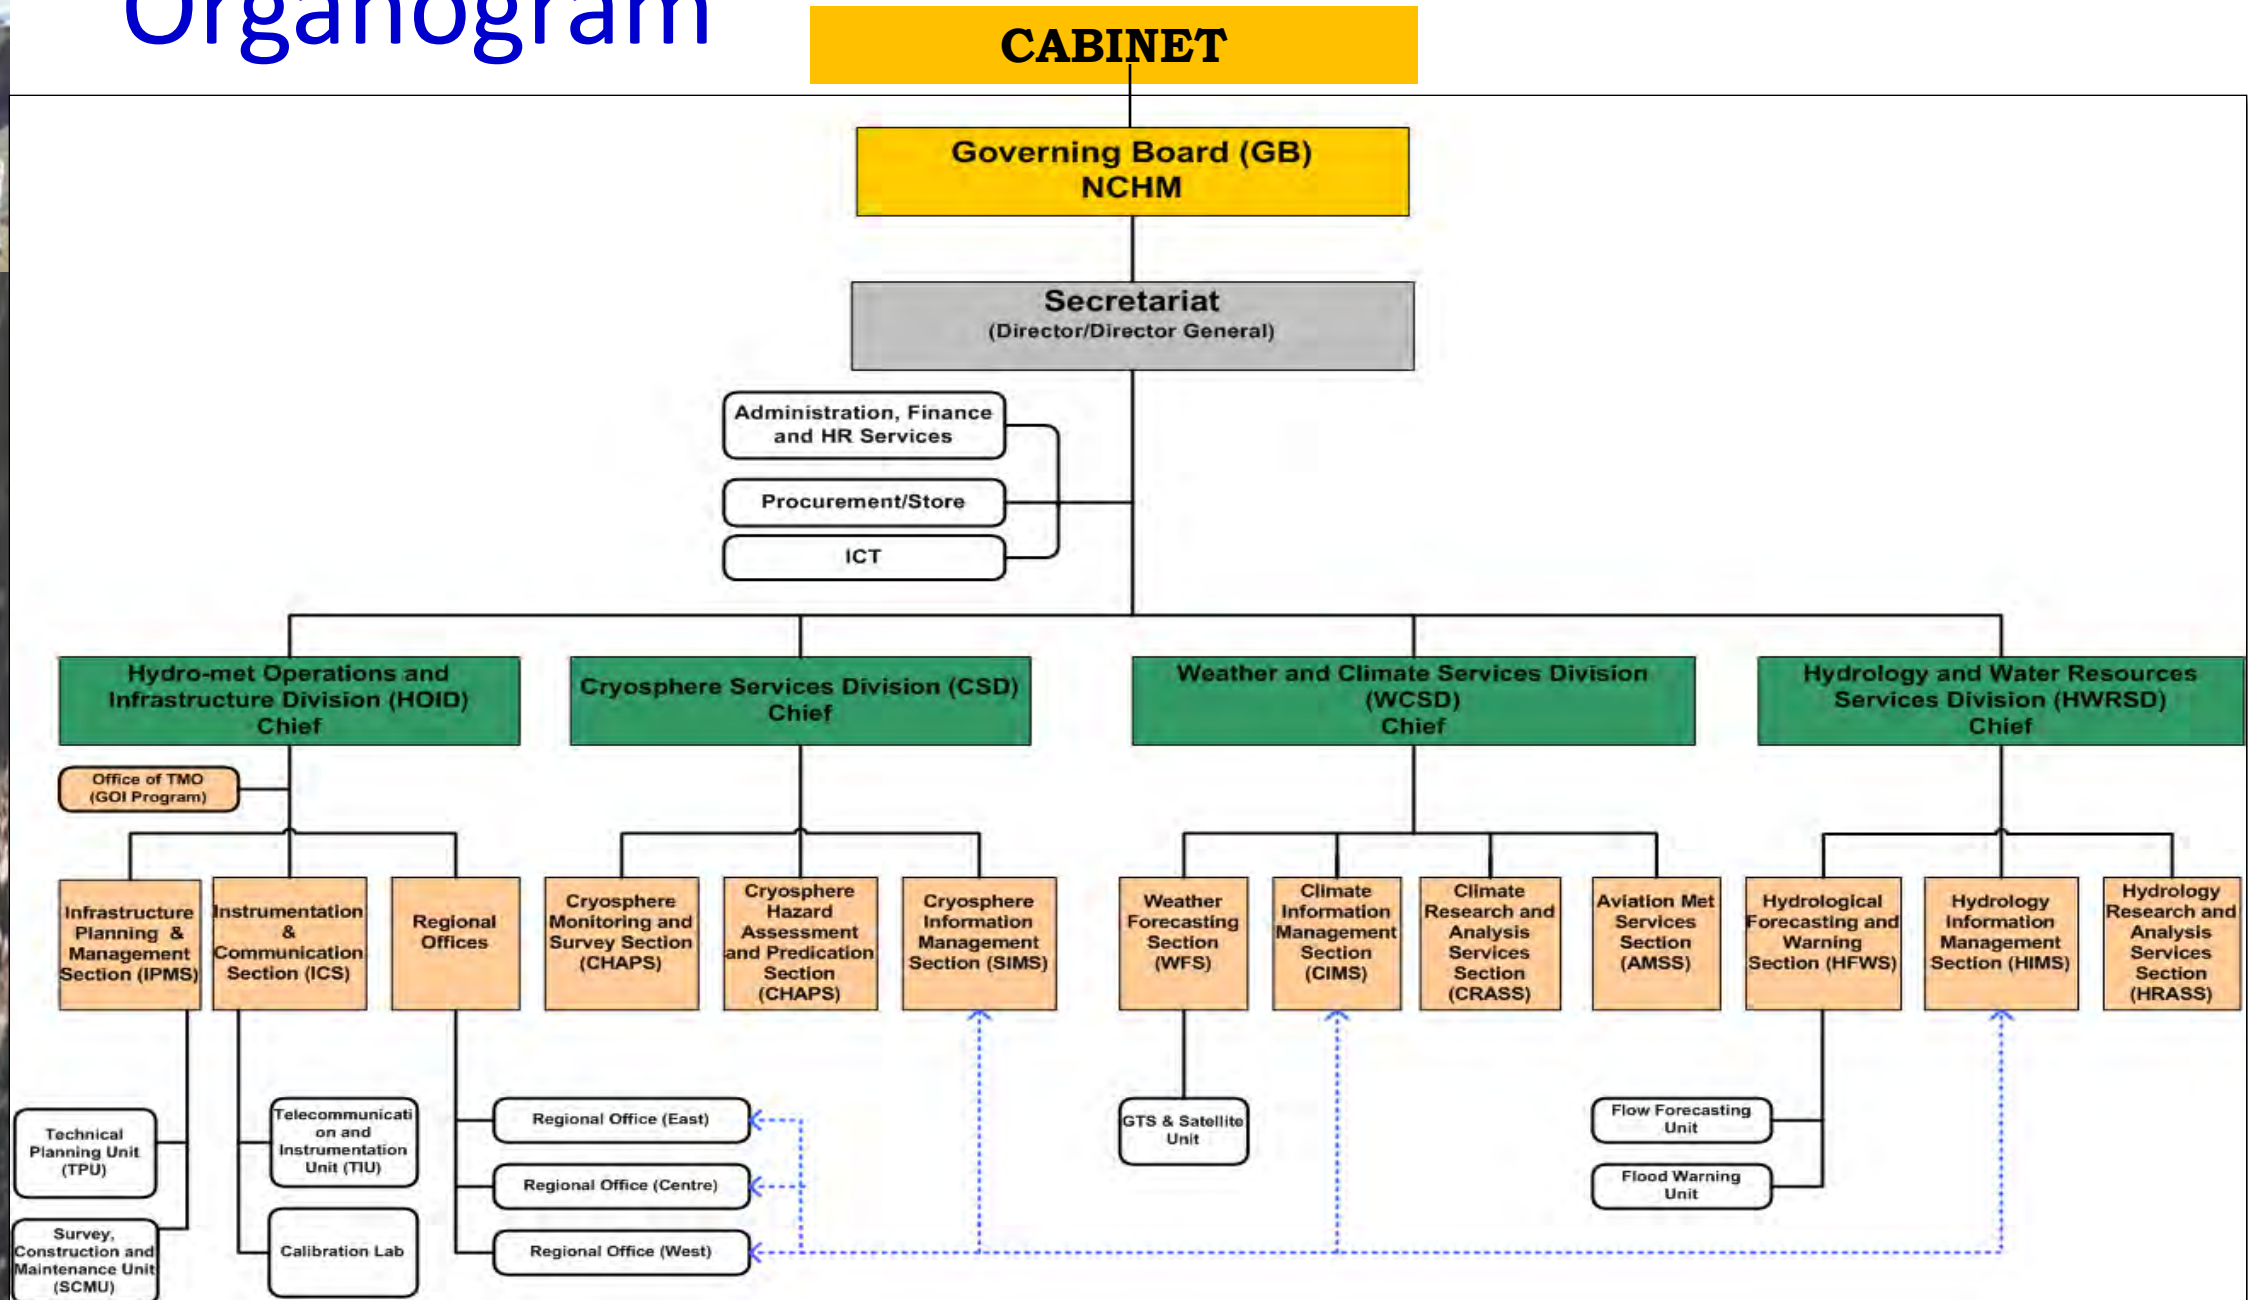 Organogram
CABINET
Governing Board (GB)
NCHM
Secretariat
(Director/Director General)
Administration, Finance
and HR Services
Procurement/Store
ICT
Hydro-met Operations and
Infrastructure Division (HOID)
Chief
Cryosphere Services Division (CSD)
Chief
Weather and Climate Services Division
(WCSD)
Chief
Hydrology and Water Resources
Services Division (HWRSD)
Chief
Office of TMO
(GOI Program)
Infrastructure
Planning &
Management
Section (IPMS)
Instrumentation
&
Communication
Section (ICS)
Regional
Offices
Cryosphere
Monitoring and
Survey Section
(CHAPS)
Cryosphere
Hazard
Assessment
and Predication
Section
(CHAPS)
Cryosphere
Information
Management
Section (SIMS)
Weather
Forecasting
Section
(WFS)
Climate
Information
Management
Section
(CIMS)
Climate
Research and
Analysis
Services
Section
(CRASS)
Aviation Met
Services
Section
(AMSS)
Hydrological
Forecasting and
Warning
Section (HFWS)
Hydrology
Information
Management
Section (HIMS)
Hydrology
Research and
Analysis
Services
Section
(HRASS)
Technical
Planning Unit
(TPU)
Survey,
Construction and
Maintenance Unit
(SCMU)
Telecommunicati
on and
Instrumentation
Unit (TIU)
Calibration Lab
Regional Office (East)
Regional Office (Centre)
Regional Office (West)
GTS & Satellite
Unit
Flow Forecasting
Unit
Flood Warning
Unit